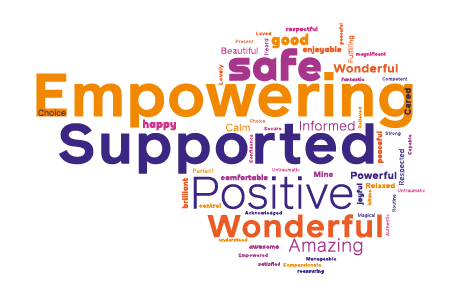 Loved
respectful
peaceful
Present
good
Beautiful
heard
enjoyable
Fulfilling
magnificent
safe
Lovely
Wonderful
fantastic
Competent
Empowering
Cared
Choice
happy
Calm
Choice
Secure
Informed
Relieved
Strong
Supported
Confidence
peaceful
Capable
Respected
Perfect
Untraumatic
comfortable
Mine
Powerful
brilliant
Positive
joyful
Relaxed
Untraumatic
control
Intense
Routine
Acknowledged
Magical
Wonderful
Authentic
understood
awesome
Amazing
Empowered
Manageable
satisfied
Compassionate
reassuring